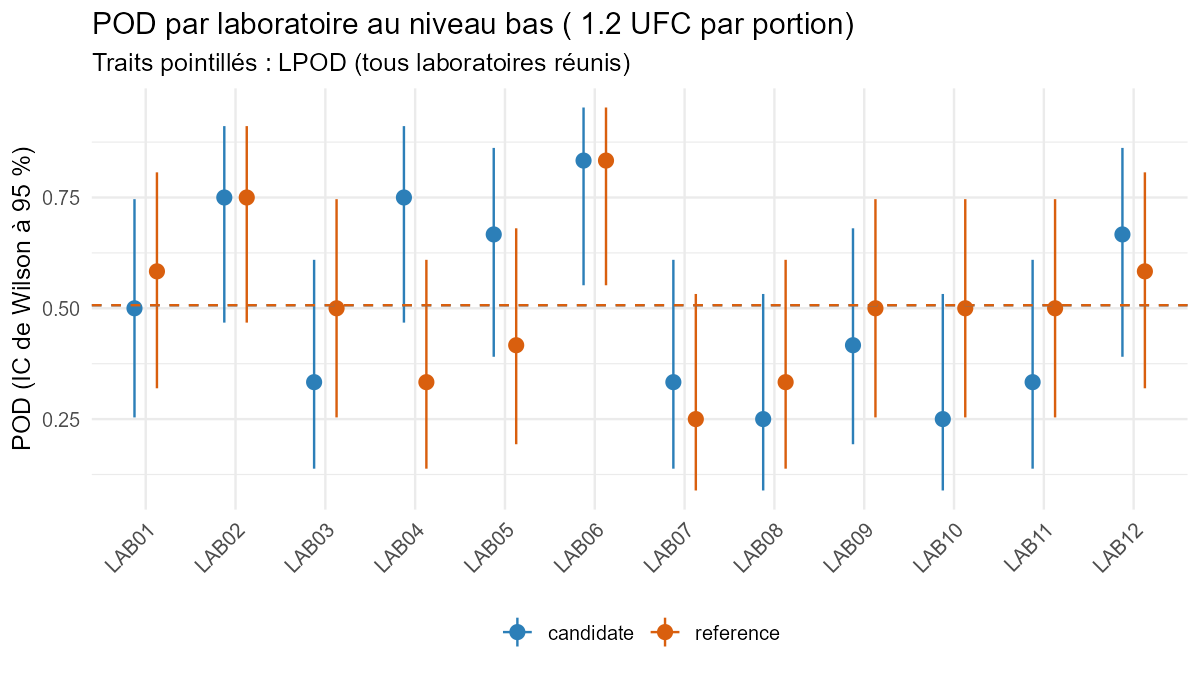 POD par laboratoire au niveau bas ( 1.2 UFC par portion)
Traits pointillés : LPOD (tous laboratoires réunis)
POD (IC de Wilson à 95 %)
0.75
0.50
0.25
LAB01
LAB02
LAB03
LAB04
LAB05
LAB06
LAB07
LAB08
LAB09
LAB10
LAB11
LAB12
candidate
reference